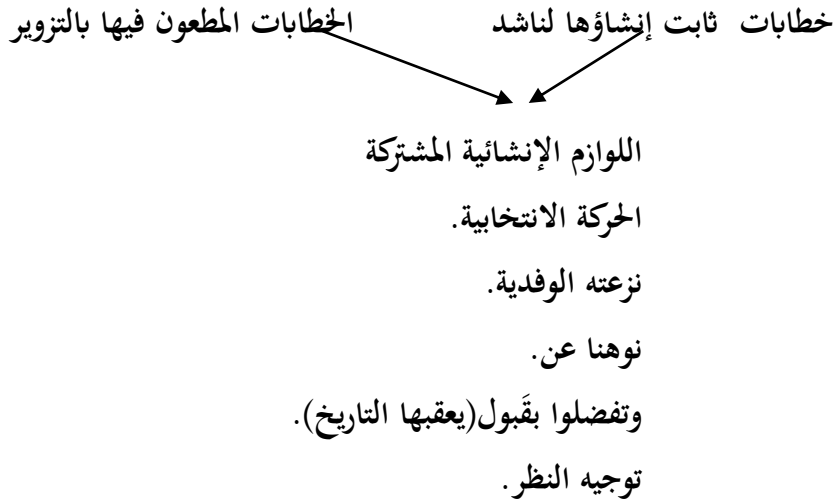 خطابات ثابت إنشاؤها لناشد الخطابات المطعون فيها بالتزوير
اللوازم الإنشائية المشتركة
الحركة الانتخابية.
نزعته الوفدية.
نوهنا عن.
وتفضلوا بقَبول(يعقبها التاريخ).
توجيه النظر.